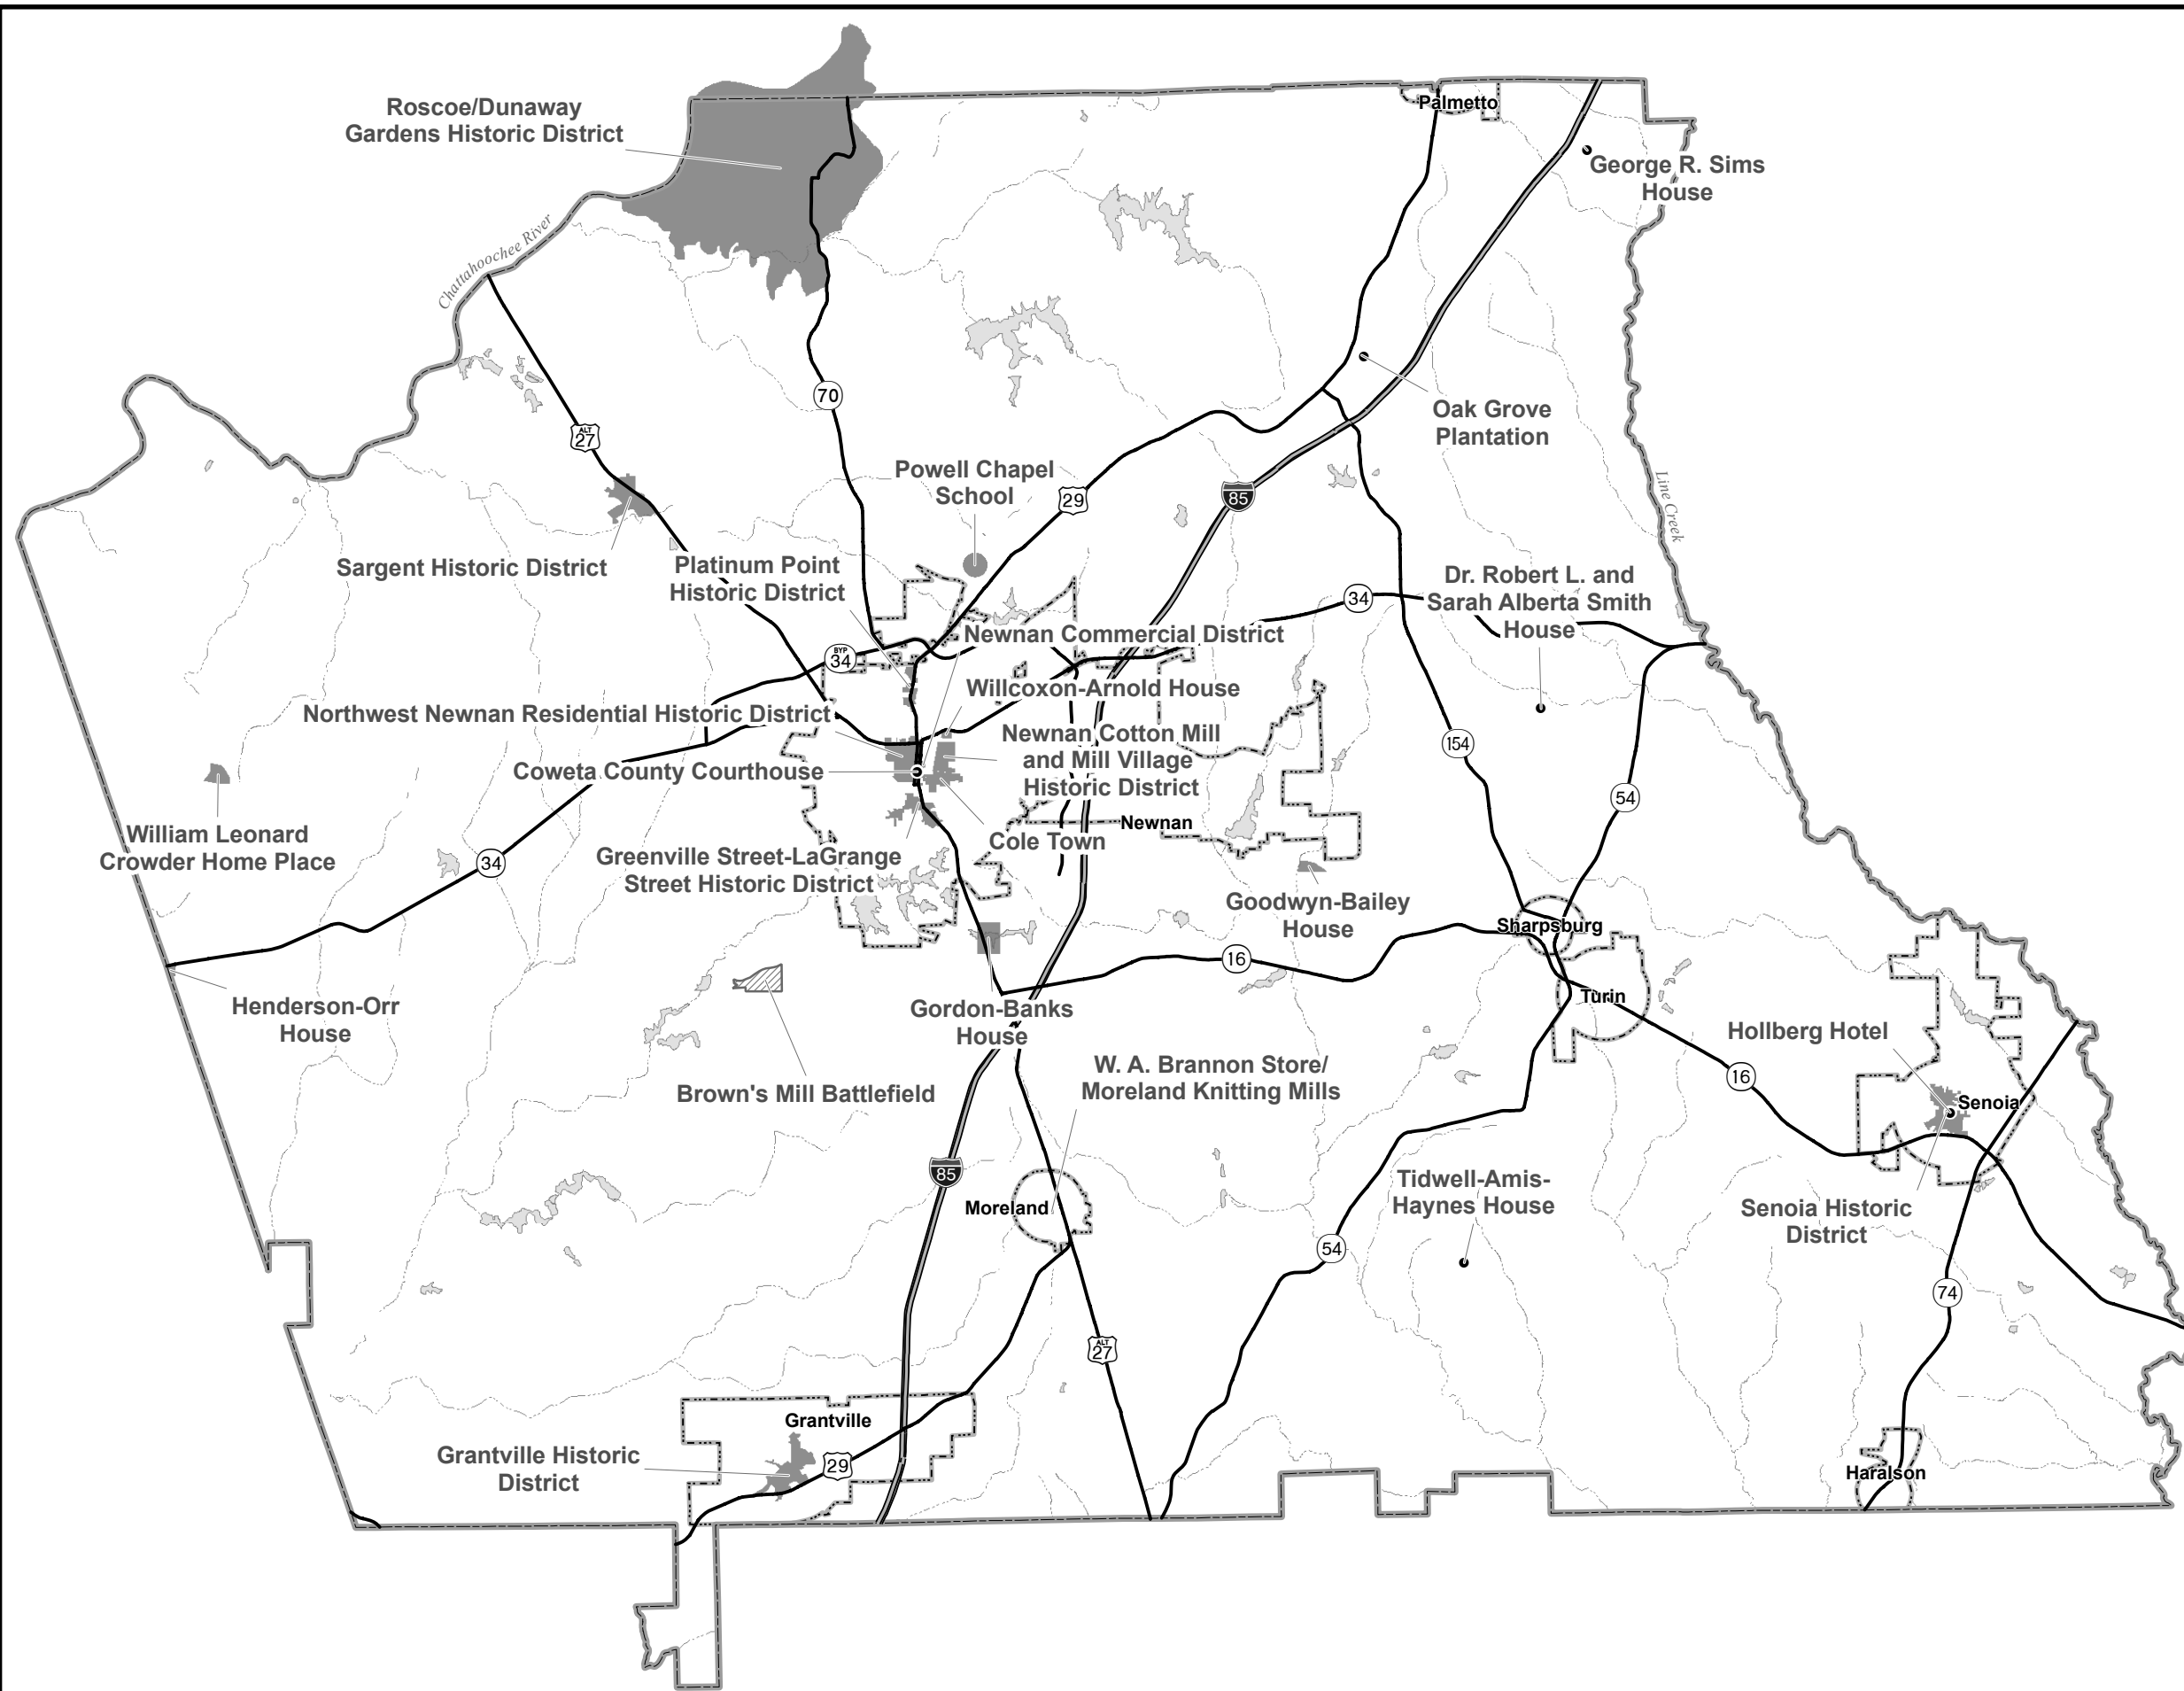 Palmetto
Roscoe/Dunaway
Gardens Historic District
George R. Sims
House
Chattahoochee River
70
Oak Grove
Plantation
ALT
27
Powell Chapel
School
29
85
Line Creek
Sargent Historic District
Platinum Point
Historic District
34
Dr. Robert L. and
Sarah Alberta Smith
House
Newnan Commercial District
BYP
34
Willcoxon-Arnold House
Northwest Newnan Residential Historic District
Newnan Cotton Mill
and Mill Village
Historic District
154
Coweta County Courthouse
54
William Leonard
Crowder Home Place
Newnan
Cole Town
34
Greenville Street-LaGrange
Street Historic District
Goodwyn-Bailey
House
Sharpsburg
16
Turin
Henderson-Orr
House
Gordon-Banks
House
Hollberg Hotel
W. A. Brannon Store/
Moreland Knitting Mills
16
Brown's Mill Battlefield
Senoia
85
Tidwell-Amis-
Haynes House
Moreland
Senoia Historic
District
54
74
ALT
27
Grantville
Grantville Historic
District
29
Haralson